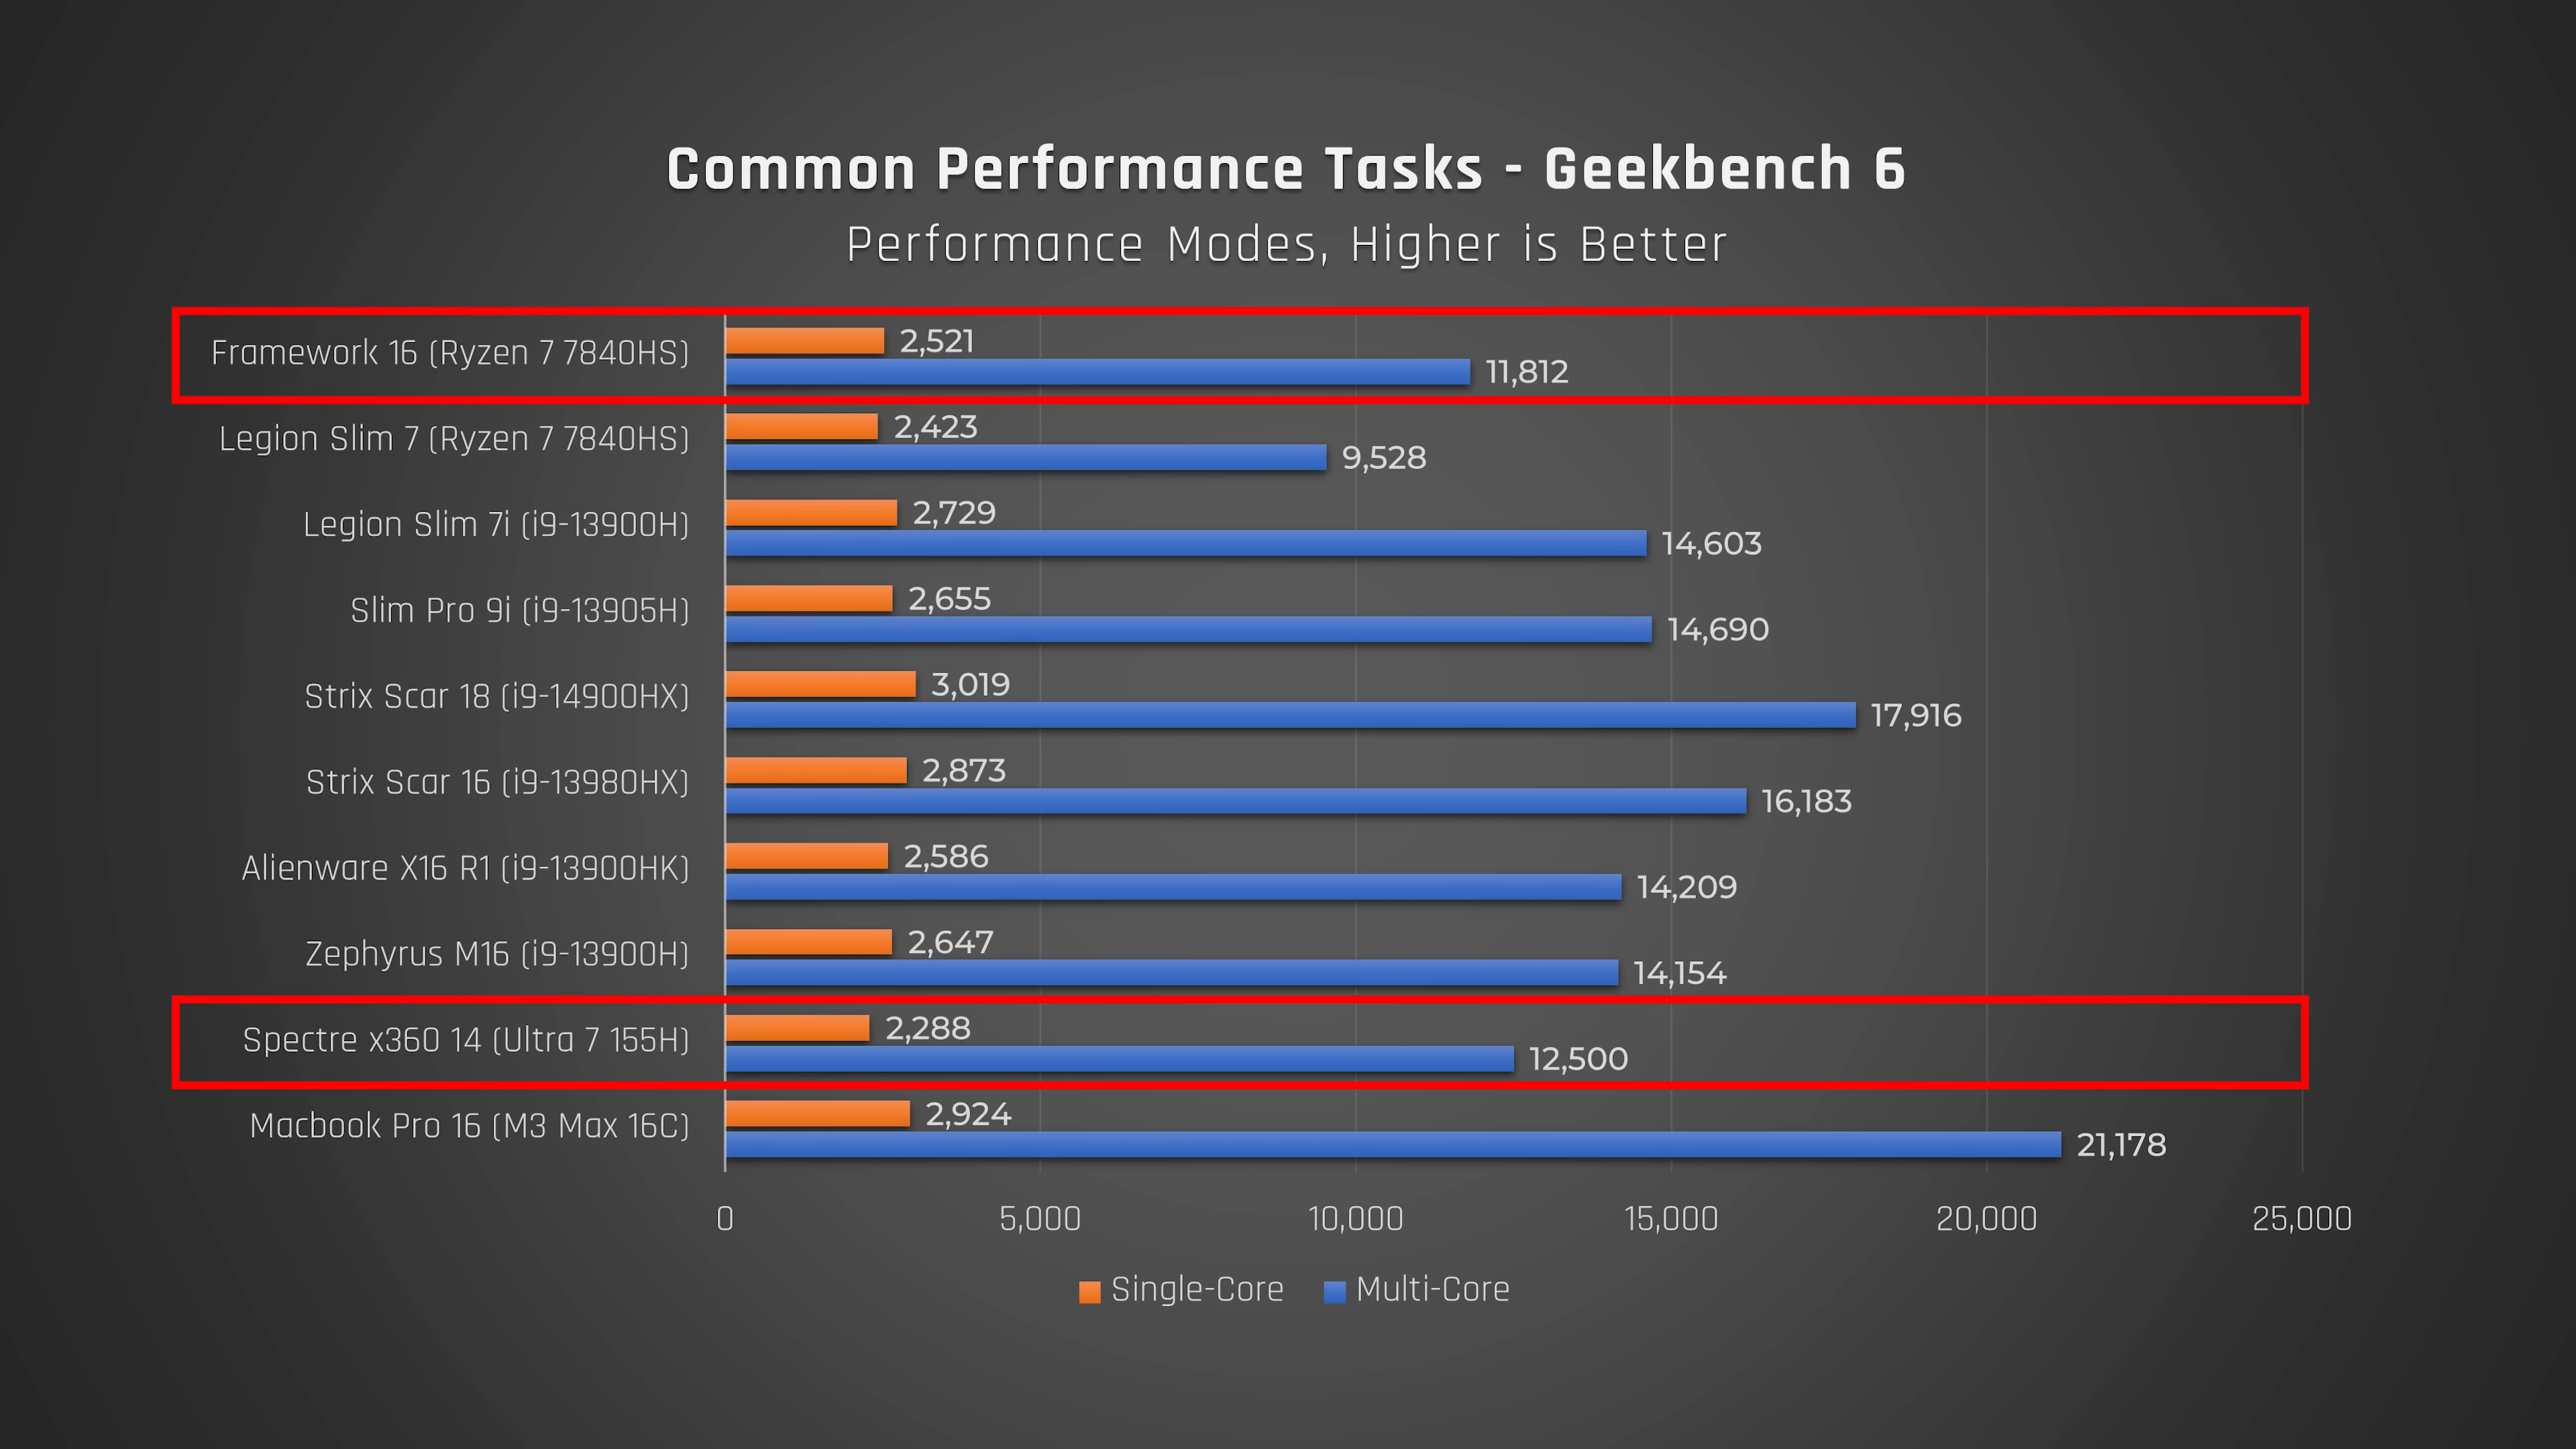 Common Performance Tasks - Geekbench 6
Performance Modes, Higher is Better
Framework 16 (Ryzen 7 7840HS)
2,521
11,812
Legion Slim 7 (Ryzen 7 7840HS)
2,423
9,528
Legion Slim 7i (i9-13900H)
2,729
14,603
Slim Pro 9i (i9-13905H)
2,655
14,690
Strix Scar 18 (i9-14900HX)
3,019
17,916
Strix Scar 16 (i9-13980HX)
2,873
16,183
Alienware X16 R1 (i9-13900HK)
2,586
14,209
Zephyrus M16 (i9-13900H)
2,647
14,154
Spectre x360 14 (Ultra 7 155H)
2,288
12,500
Macbook Pro 16 (M3 Max 16C)
2,924
21,178
0 5,000 10,000 15,000 20,000 25,000
Single-Core Multi-Core